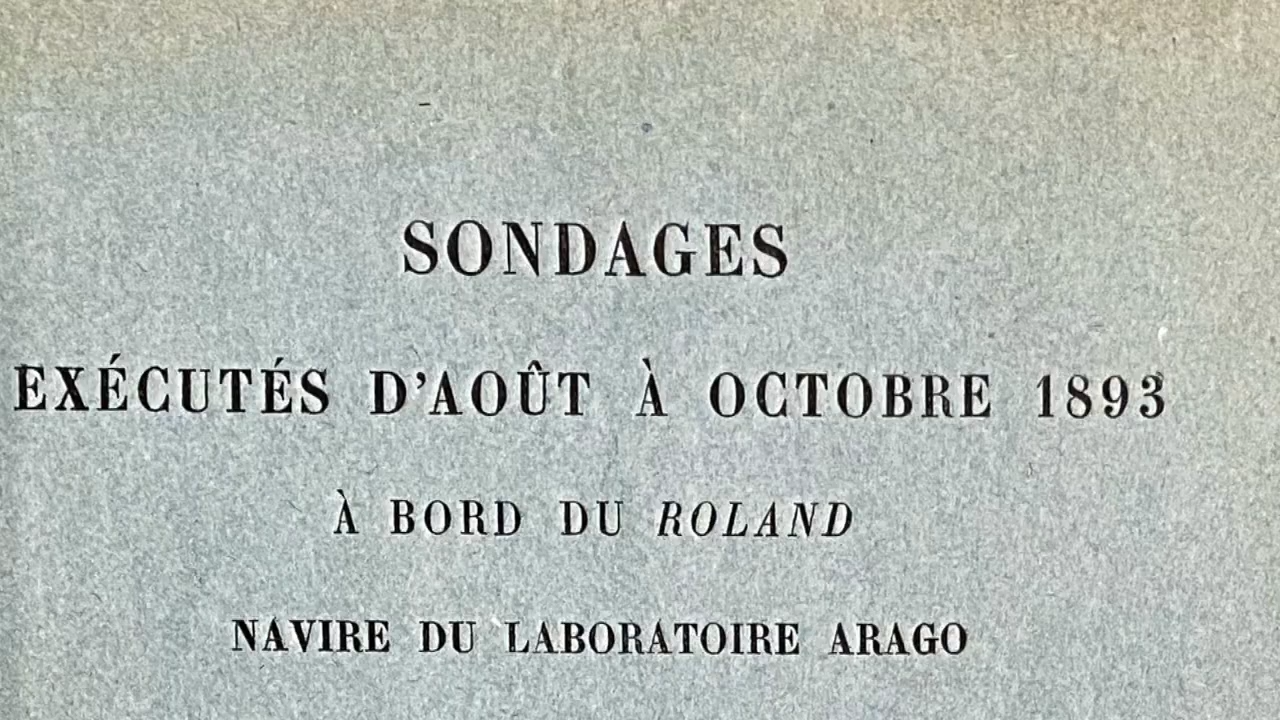 SONDAGES
EXÉCUTÉS D'AOÛT À OCTOBRE 1893
À BORD DU ROLAND
NAVIRE DU LABORATOIRE ARAGO